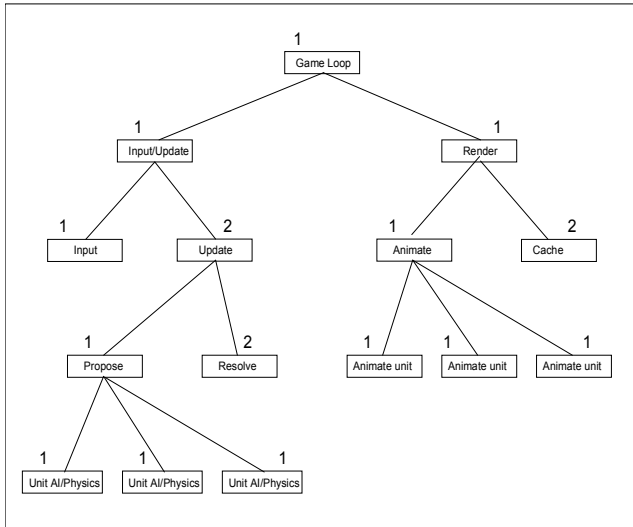 1
Game Loop
1
1
Input/Update
Render
1
2
1
2
Input
Update
Animate
Cache
1
2
1
1
1
Propose
Resolve
Animate unit
Animate unit
Animate unit
1
1
1
Unit AI/Physics
Unit AI/Physics
Unit AI/Physics